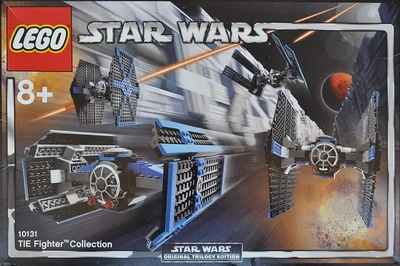 LEGO
STAR WARS
8+
10131
TIE Fighter™ Collection
STAR WARS
ORIGINAL TRILOGY EDITION